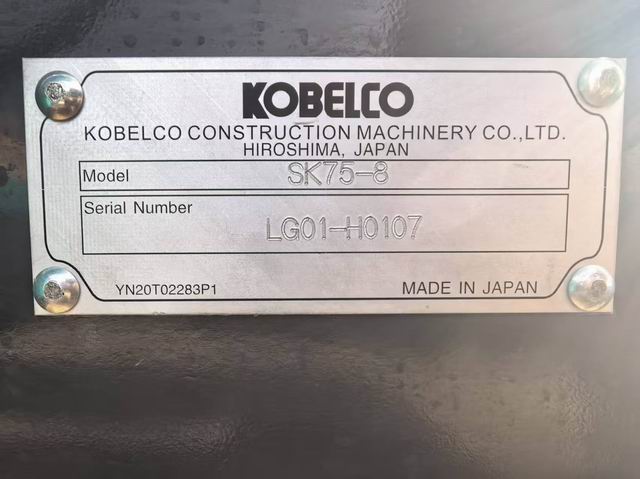 KOBELCO
KOBELCO CONSTRUCTION MACHINERY CO.,LTD.
HIROSHIMA, JAPAN
Model SK75-8
Serial Number LG01-H0107
YN20T02283P1 MADE IN JAPAN